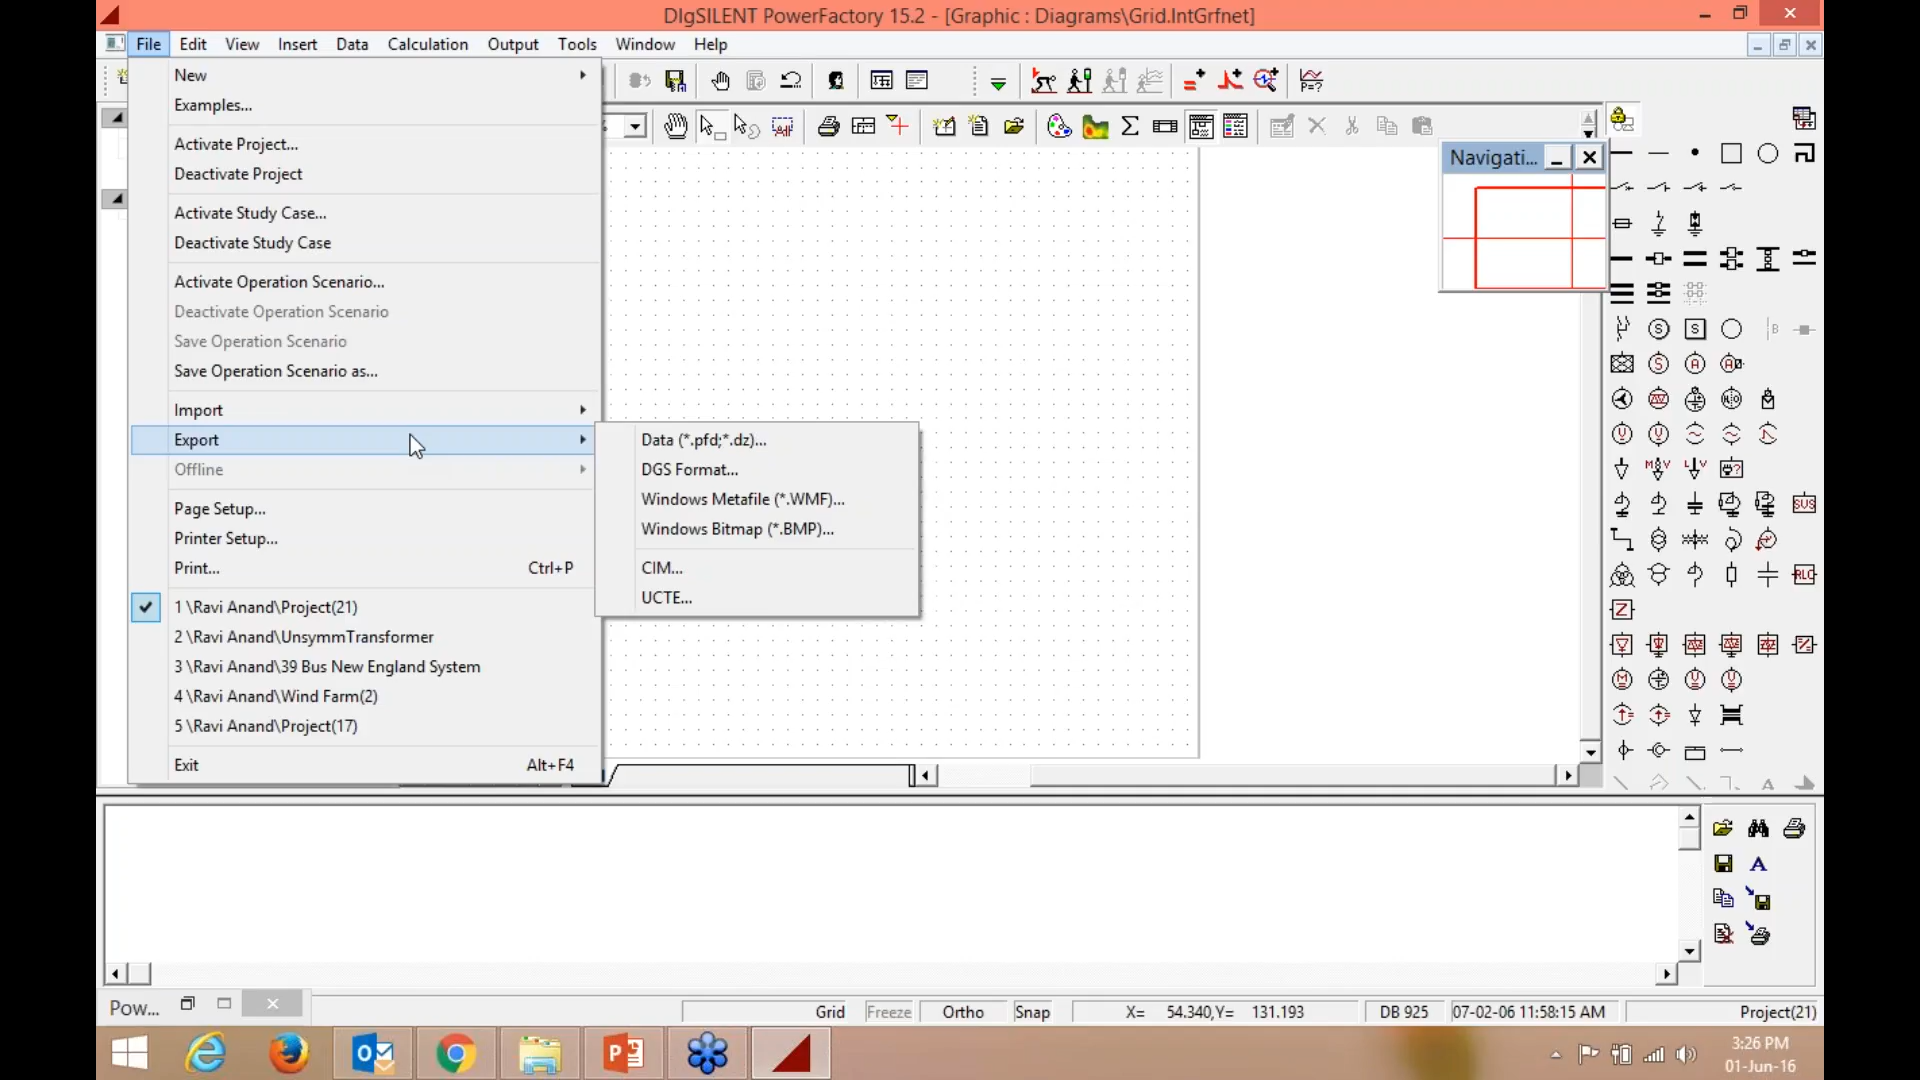 DIgSILENT PowerFactory 15.2 - [Graphic : Diagrams\Grid.IntGrfnet]
File Edit View Insert Data Calculation Output Tools Window Help
New
Examples...
Activate Project...
Deactivate Project
Activate Study Case...
Deactivate Study Case
Activate Operation Scenario...
Deactivate Operation Scenario
Save Operation Scenario
Save Operation Scenario as...
Import
Export
Offline
Page Setup...
Printer Setup...
Print... Ctrl+P
1 \Ravi Anand\Project(21)
2 \Ravi Anand\UnsymmTransformer
3 \Ravi Anand\39 Bus New England System
4 \Ravi Anand\Wind Farm(2)
5 \Ravi Anand\Project(17)
Exit Alt+F4
Data (*.pfd;*.dz)...
DGS Format...
Windows Metafile (*.WMF)...
Windows Bitmap (*.BMP)...
CIM...
UCTE...
Navigati...
Pow...
Grid Freeze Ortho Snap X= 54.340,Y= 131.193 DB 925 07-02-06 11:58:15 AM Project(21)
3:26 PM
01-Jun-16